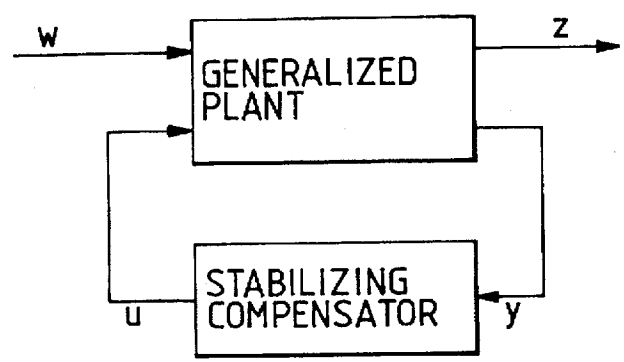 w
z
GENERALIZED
PLANT
STABILIZING
COMPENSATOR
u
y